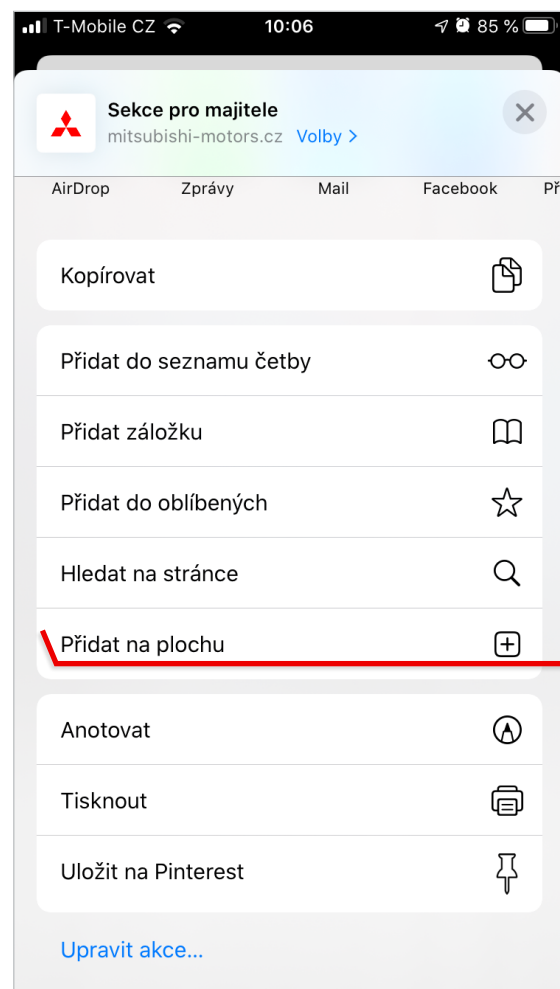 T-Mobile CZ 10:06 85 %
Sekce pro majitele
mitsubishi-motors.cz Volby >
AirDrop Zprávy Mail Facebook Př
Kopírovat
Přidat do seznamu četby
Přidat záložku
Přidat do oblíbených
Hledat na stránce
Přidat na plochu
Anotovat
Tisknout
Uložit na Pinterest
Upravit akce...